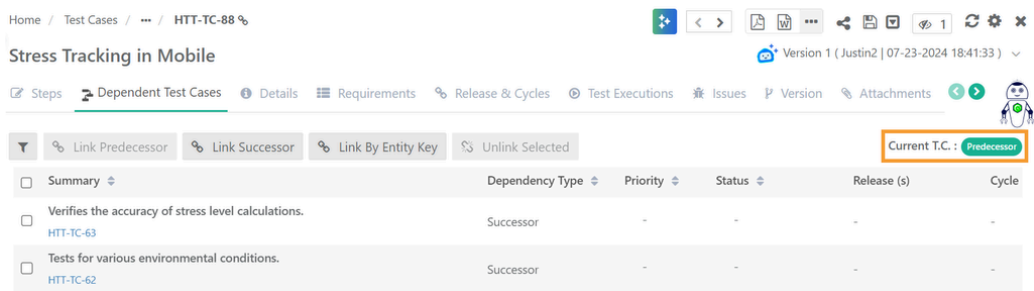 Home / Test Cases / ••• / HTT-TC-88
1
Stress Tracking in Mobile
Version 1 ( Justin2 | 07-23-2024 18:41:33 )
Steps Dependent Test Cases Details Requirements Release & Cycles Test Executions Issues Version Attachments
Link Predecessor Link Successor Link By Entity Key Unlink Selected Current T.C. : Predecessor
Summary Dependency Type Priority Status Release (s) Cycle
Verifies the accuracy of stress level calculations.
HTT-TC-63
Successor - - - -
Tests for various environmental conditions.
HTT-TC-62
Successor - - - -